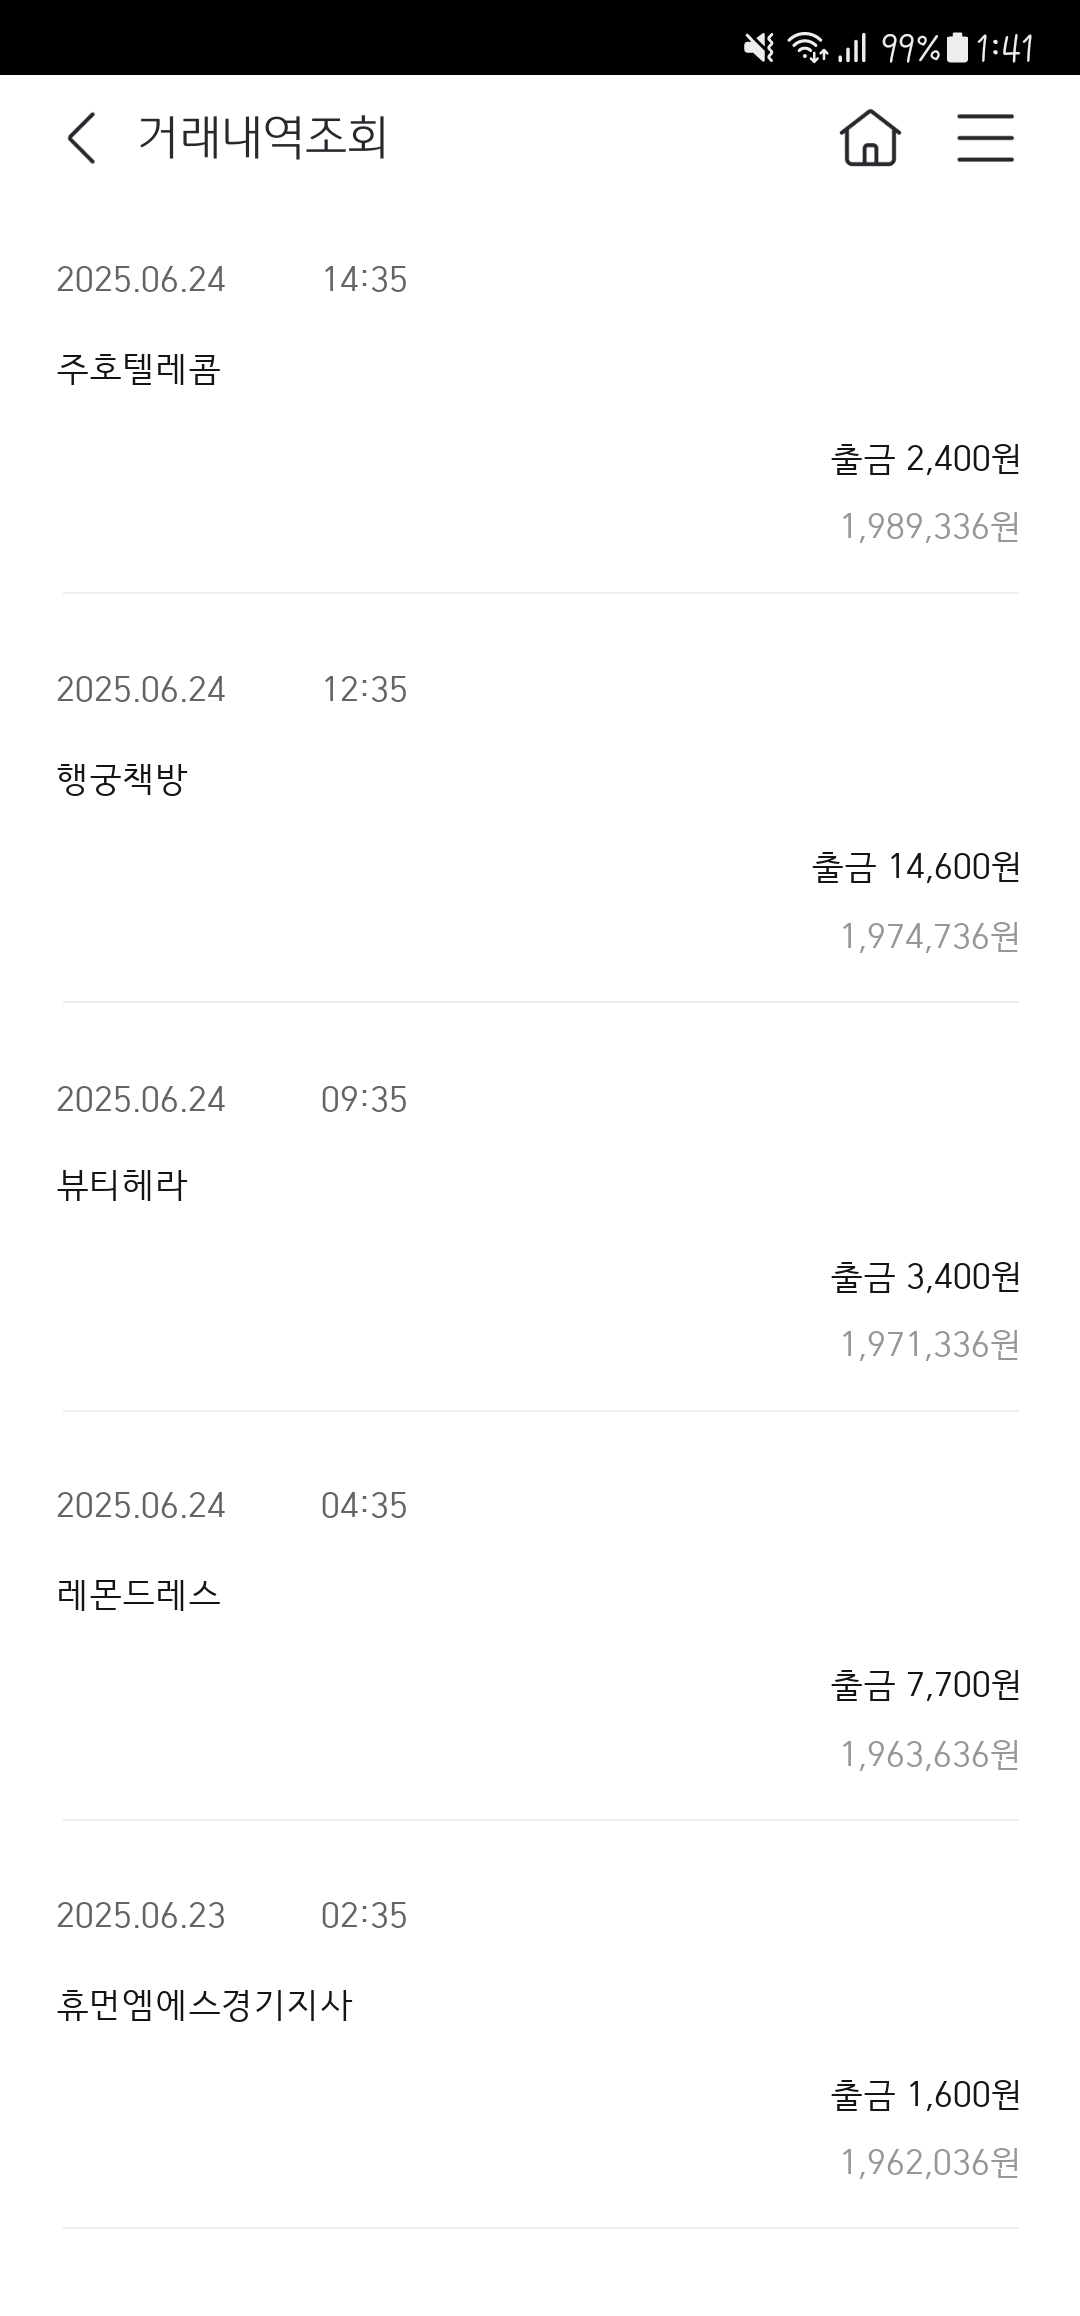 99% 1:41
거래내역조회
2025.06.24 14:35
주호텔레콤
출금 2,400원
1,989,336원
2025.06.24 12:35
행궁책방
출금 14,600원
1,974,736원
2025.06.24 09:35
뷰티헤라
출금 3,400원
1,971,336원
2025.06.24 04:35
레몬드레스
출금 7,700원
1,963,636원
2025.06.23 02:35
휴먼엠에스경기지사
출금 1,600원
1,962,036원